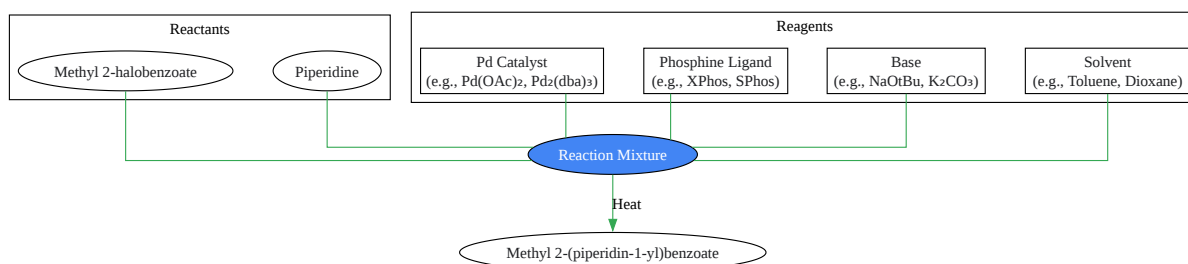 Reactants
Reagents
Methyl 2-halobenzoate
Piperidine
Pd Catalyst
(e.g., Pd(OAc)₂, Pd₂(dba)₃)
Phosphine Ligand
(e.g., XPhos, SPhos)
Base
(e.g., NaOtBu, K₂CO₃)
Solvent
(e.g., Toluene, Dioxane)
Reaction Mixture
Heat
Methyl 2-(piperidin-1-yl)benzoate